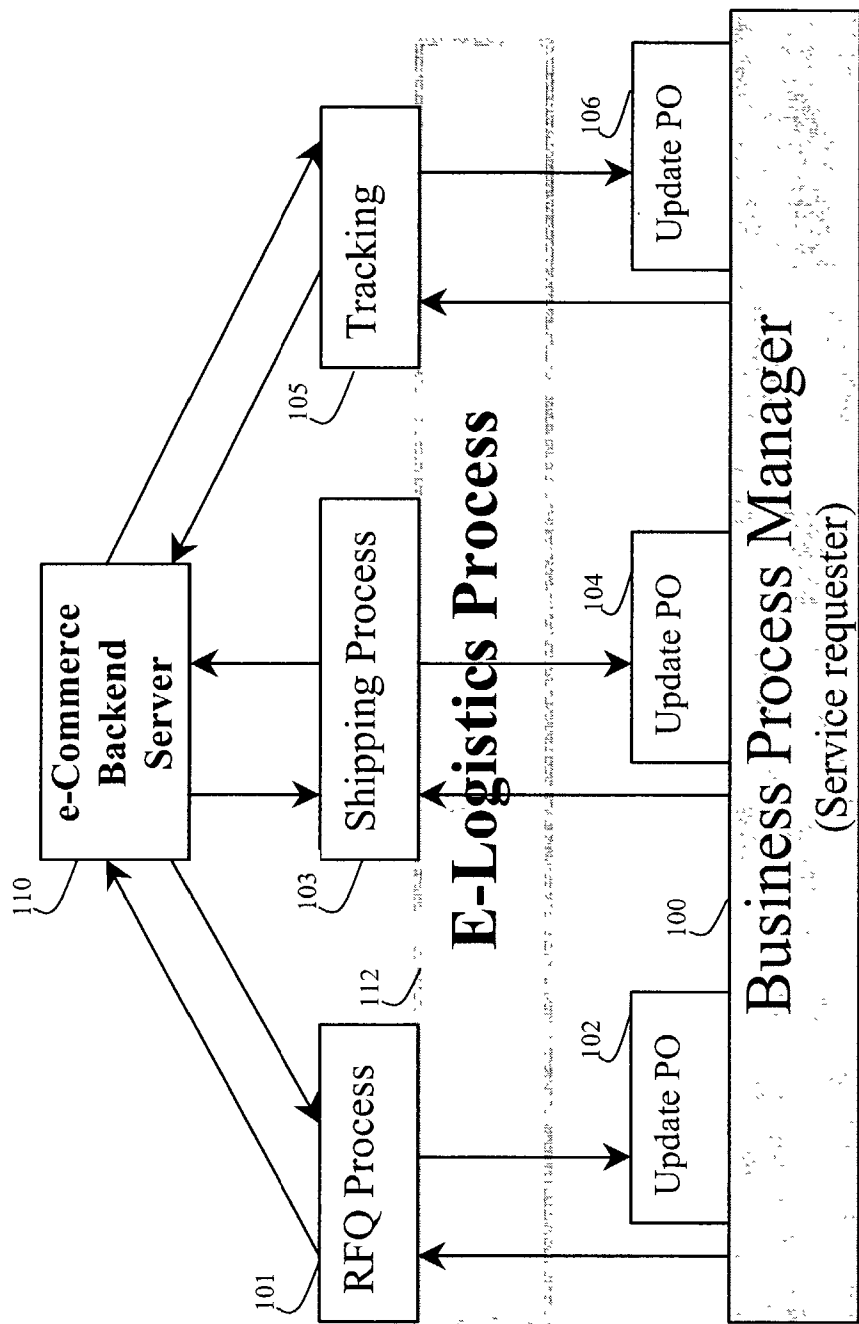 110
e-Commerce
Backend
Server
101
RFQ Process
103
Shipping Process
105
Tracking
112
E-Logistics Process
102
Update PO
104
Update PO
106
Update PO
100
Business Process Manager
(Service requester)